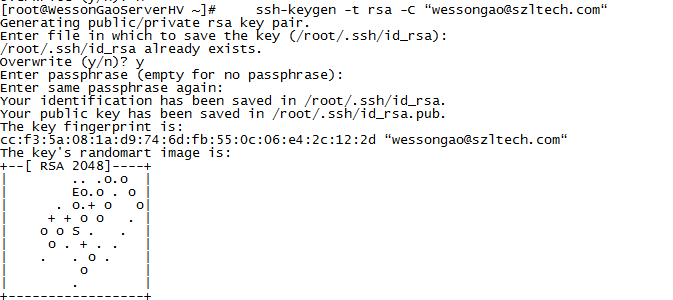 [root@WessonGaoServerHV ~]#     ssh-keygen -t rsa -C “wessongao@szltech.com“
Generating public/private rsa key pair.
Enter file in which to save the key (/root/.ssh/id_rsa):
/root/.ssh/id_rsa already exists.
Overwrite (y/n)? y
Enter passphrase (empty for no passphrase):
Enter same passphrase again:
Your identification has been saved in /root/.ssh/id_rsa.
Your public key has been saved in /root/.ssh/id_rsa.pub.
The key fingerprint is:
cc:f3:5a:08:1a:d9:74:6d:fb:55:0c:06:e4:2c:12:2d “wessongao@szltech.com“
The key's randomart image is:
+--[ RSA 2048]----+
|        .. .o.o  |
|        Eo.o . o |
|       . o.+ o   o|
|      + + o o   . |
|     o o S .   .  |
|      o . + . .   |
|     .   . o .    |
|          o       |
|         .        |
+-----------------+